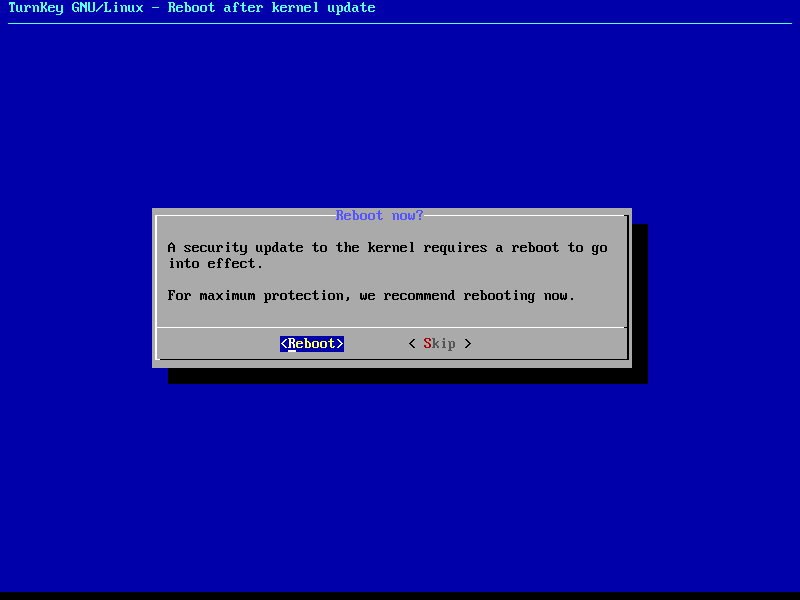 TurnKey GNU/Linux - Reboot after kernel update
Reboot now?
A security update to the kernel requires a reboot to go
into effect.
For maximum protection, we recommend rebooting now.
<Reboot> < Skip >